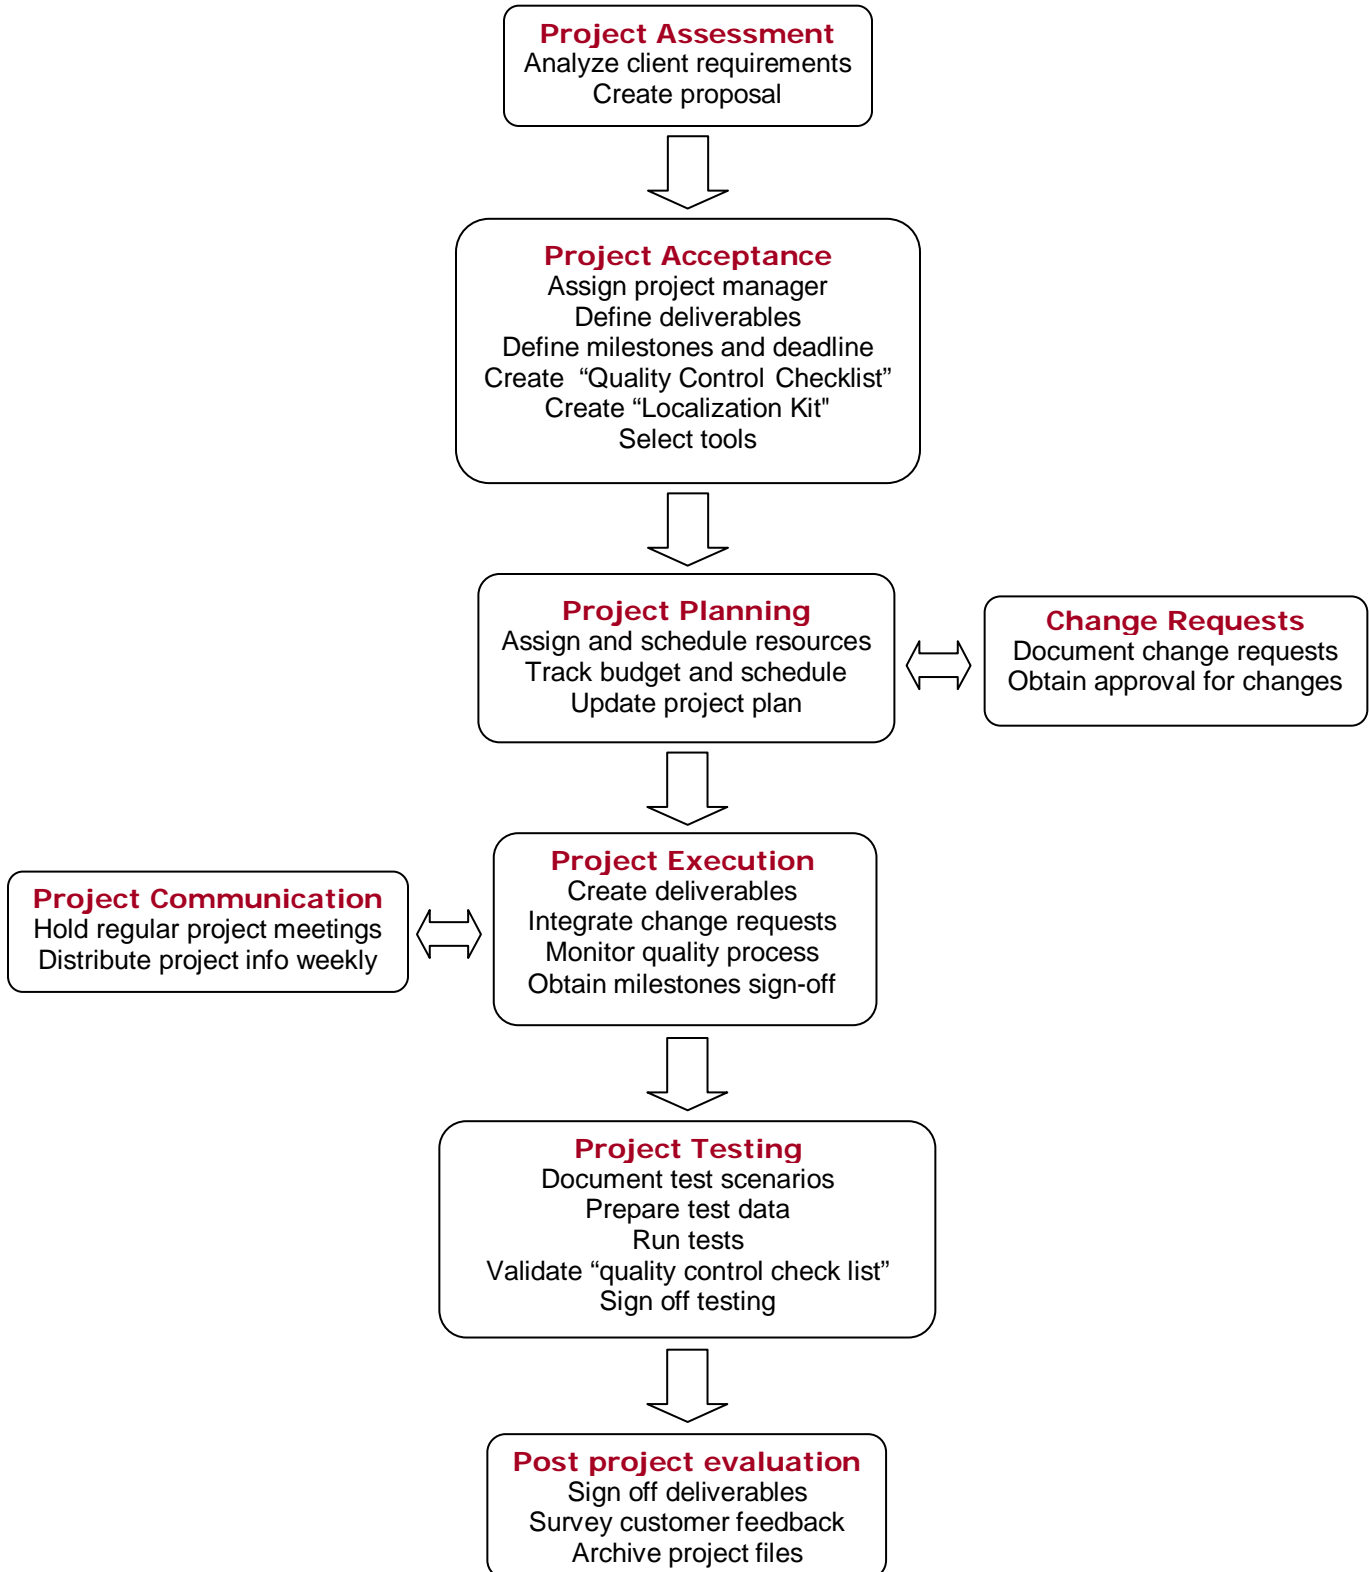 Project Assessment
Analyze client requirements
Create proposal
Project Acceptance
Assign project manager
Define deliverables
Define milestones and deadline
Create “Quality Control Checklist”
Create “Localization Kit"
Select tools
Project Planning
Assign and schedule resources
Track budget and schedule
Update project plan
Change Requests
Document change requests
Obtain approval for changes
Project Execution
Create deliverables
Integrate change requests
Monitor quality process
Obtain milestones sign-off
Project Communication
Hold regular project meetings
Distribute project info weekly
Project Testing
Document test scenarios
Prepare test data
Run tests
Validate “quality control check list”
Sign off testing
Post project evaluation
Sign off deliverables
Survey customer feedback
Archive project files